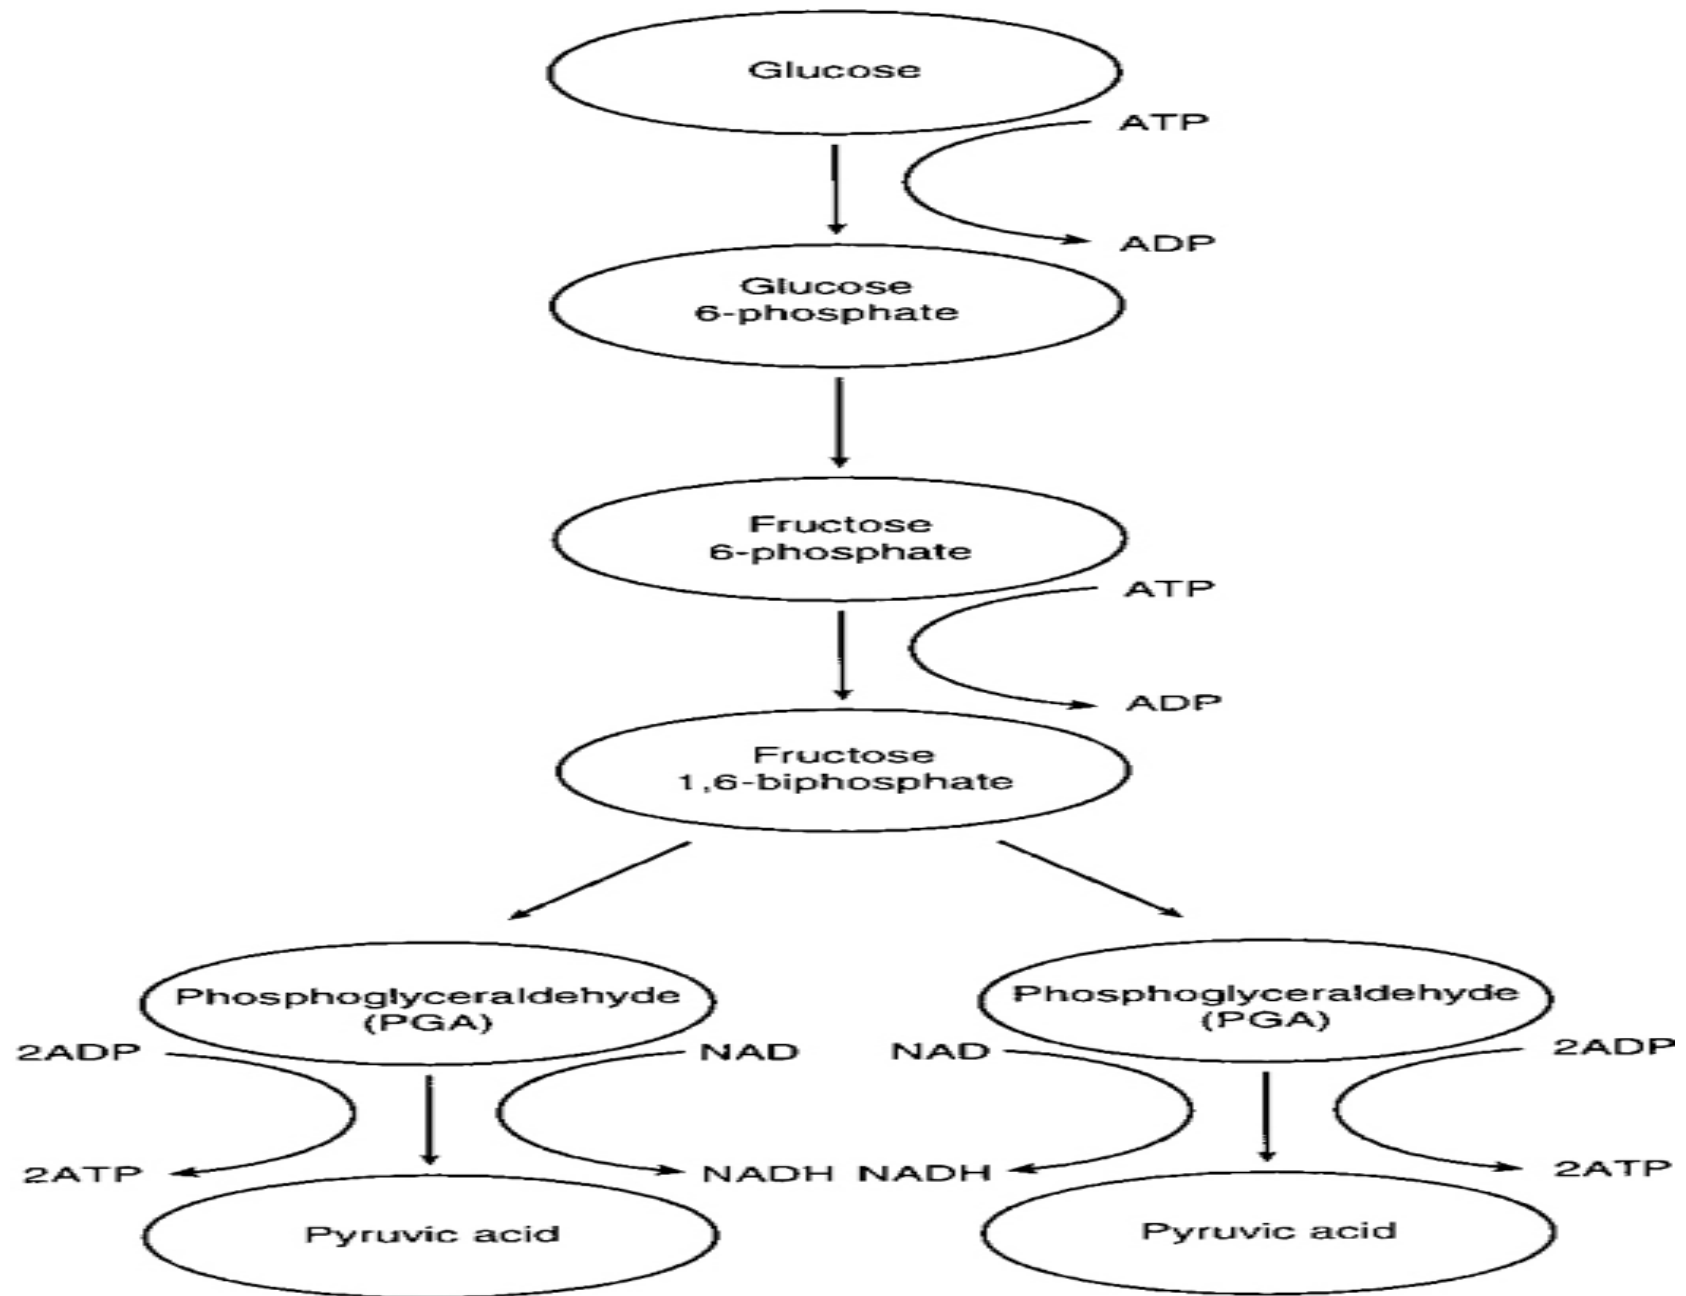 Glucose
ATP
ADP
Glucose
6-phosphate
Fructose
6-phosphate
ATP
ADP
Fructose
1,6-biphosphate
Phosphoglyceraldehyde
(PGA)
Phosphoglyceraldehyde
(PGA)
2ADP
NAD
NAD
2ADP
2ATP
NADH
NADH
2ATP
Pyruvic acid
Pyruvic acid